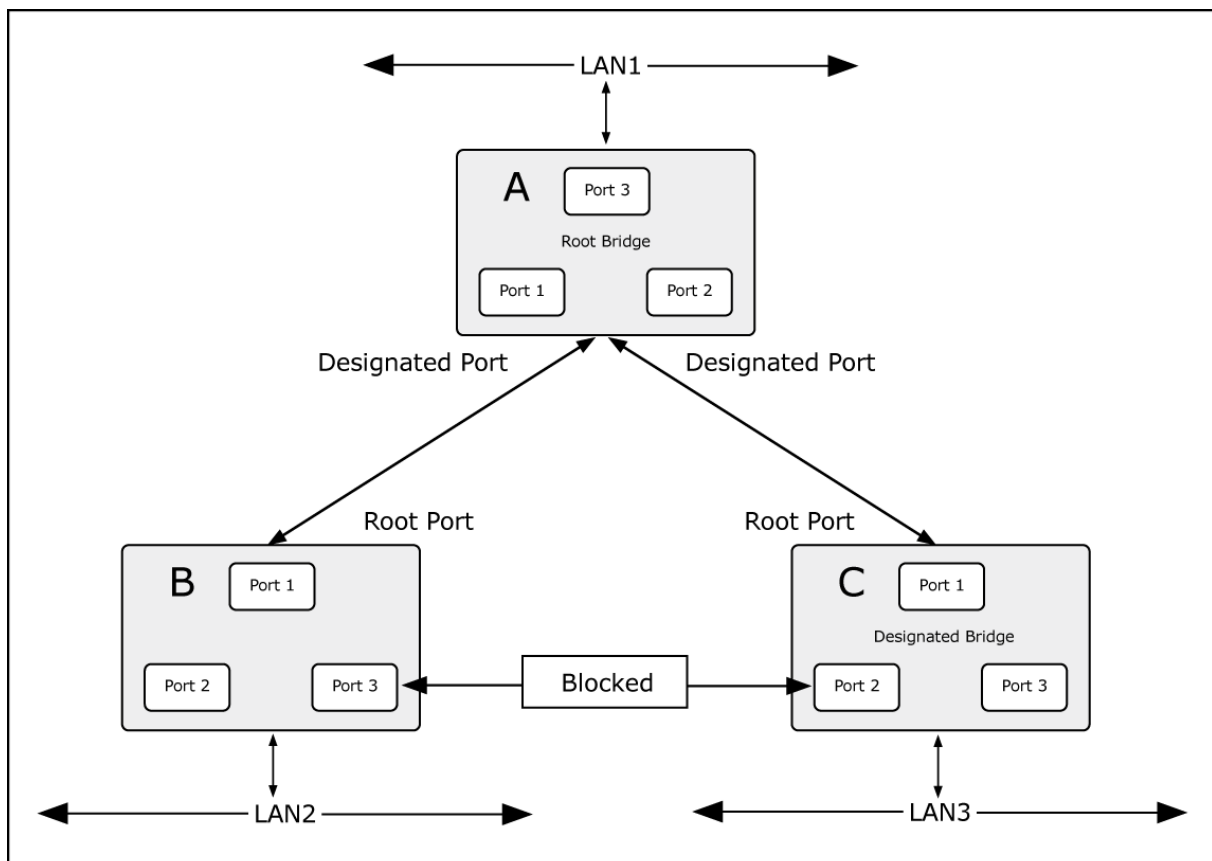 LAN1
A
Port 3
Root Bridge
Port 1
Port 2
Designated Port
Designated Port
Root Port
Root Port
B
Port 1
Port 2
Port 3
Blocked
C
Port 1
Designated Bridge
Port 2
Port 3
LAN2
LAN3